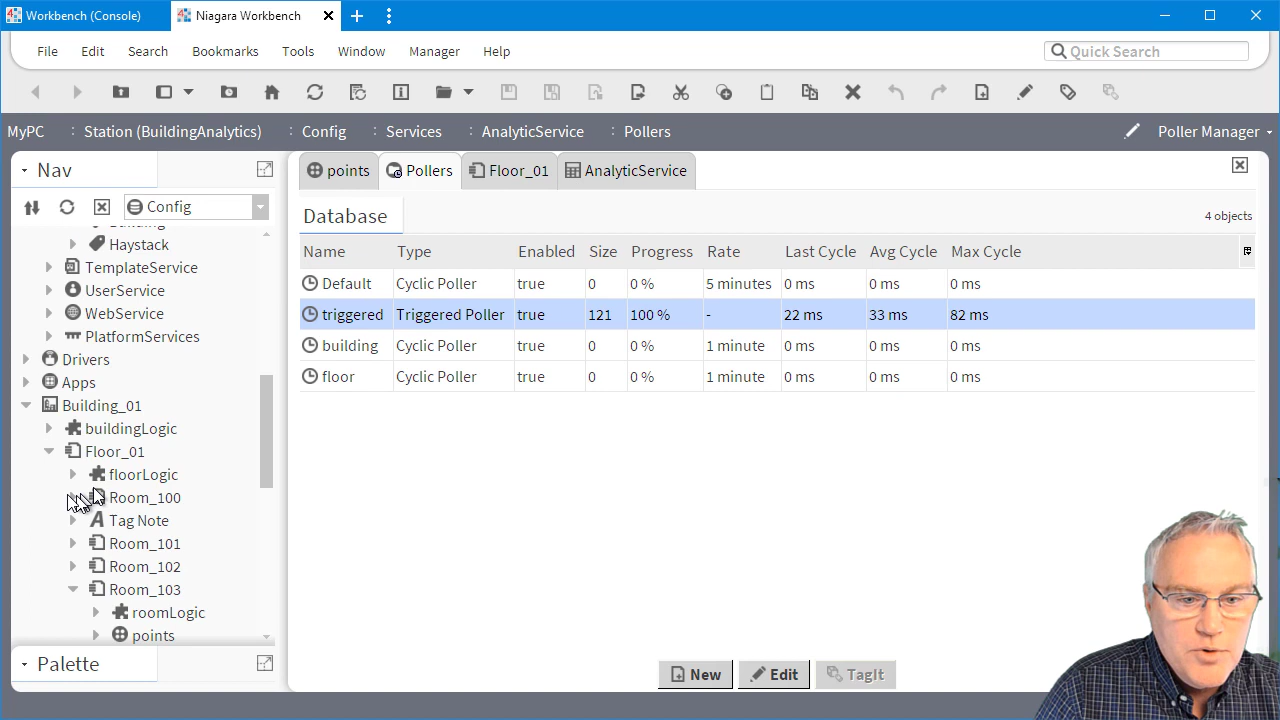 Workbench (Console)
Niagara Workbench
File Edit Search Bookmarks Tools Window Manager Help
Quick Search
MyPC : Station (BuildingAnalytics) : Config : Services : AnalyticService : Pollers
Poller Manager
Nav
Config
Haystack
TemplateService
UserService
WebService
PlatformServices
Drivers
Apps
Building_01
buildingLogic
Floor_01
floorLogic
Room_100
Tag Note
Room_101
Room_102
Room_103
roomLogic
points
Palette
points Pollers Floor_01 AnalyticService
Database
4 objects
Name Type Enabled Size Progress Rate Last Cycle Avg Cycle Max Cycle
Default Cyclic Poller true 0 0 % 5 minutes 0 ms 0 ms 0 ms
triggered Triggered Poller true 121 100 % - 22 ms 33 ms 82 ms
building Cyclic Poller true 0 0 % 1 minute 0 ms 0 ms 0 ms
floor Cyclic Poller true 0 0 % 1 minute 0 ms 0 ms 0 ms
New Edit TagIt